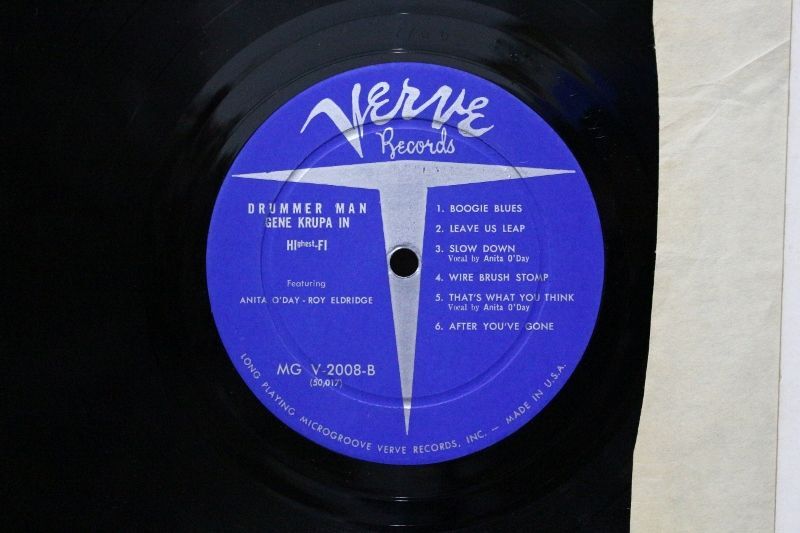 Verve
Records
DRUMMER MAN
GENE KRUPA IN
HIghest-FI
Featuring
ANITA O'DAY - ROY ELDRIDGE
MG V-2008-B
(50,017)
1. BOOGIE BLUES
2. LEAVE US LEAP
3. SLOW DOWN
Vocal by Anita O'Day
4. WIRE BRUSH STOMP
5. THAT'S WHAT YOU THINK
Vocal by Anita O'Day
6. AFTER YOU'VE GONE
LONG PLAYING MICROGROOVE VERVE RECORDS, INC. — MADE IN U.S.A.